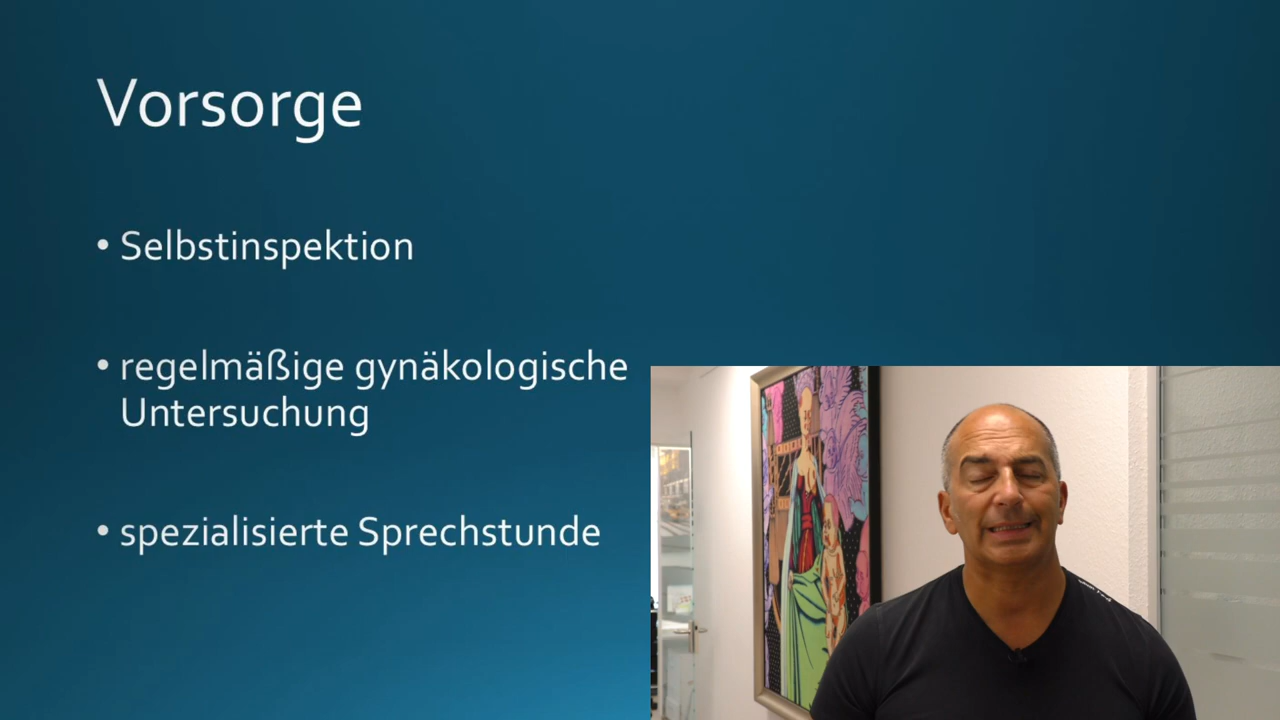 Vorsorge
• Selbstinspektion
• regelmäßige gynäkologische
Untersuchung
• spezialisierte Sprechstunde